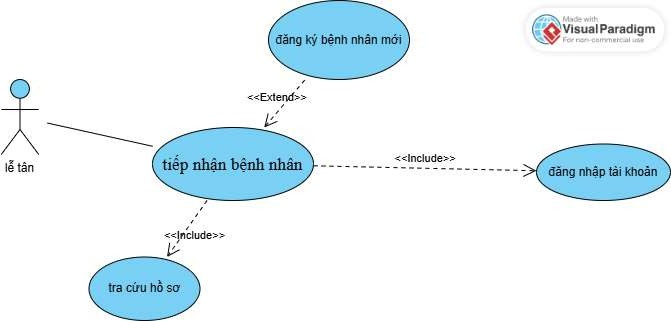 Made with
Visual Paradigm
For non-commercial use
đăng ký bệnh nhân mới
<<Extend>>
lễ tân
tiếp nhận bệnh nhân
<<Include>>
đăng nhập tài khoản
<<Include>>
tra cứu hồ sơ